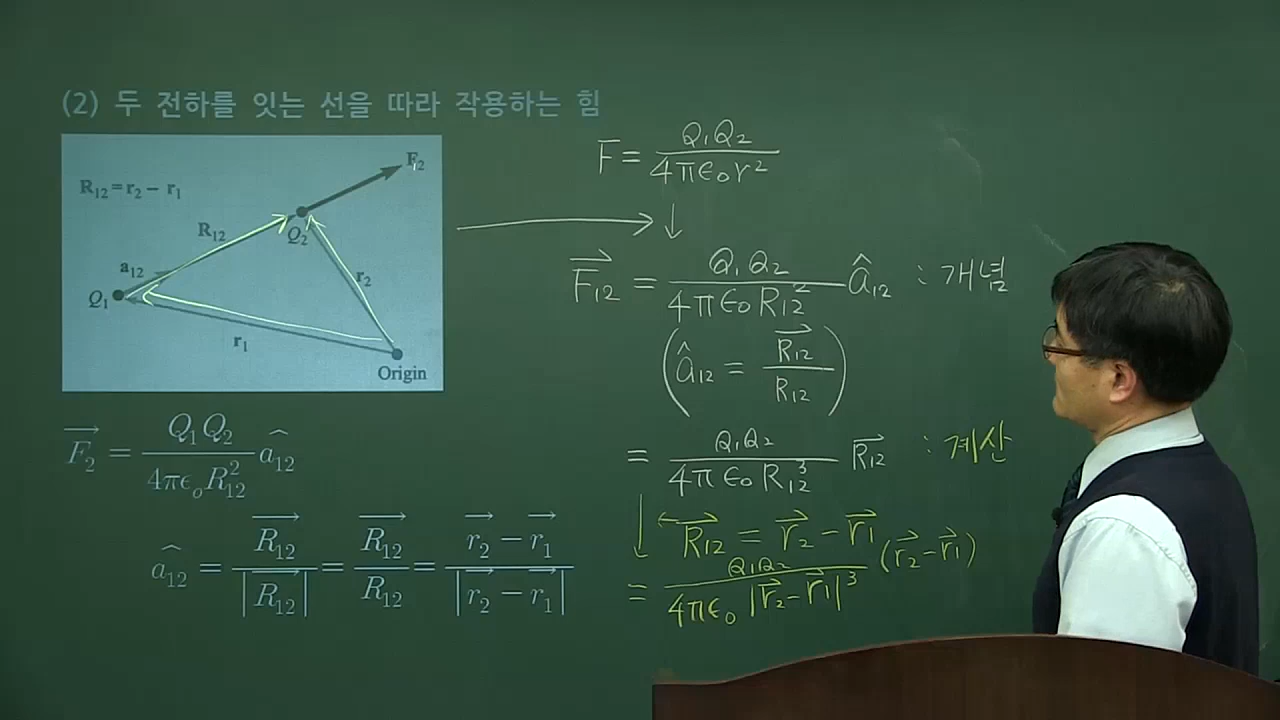 (2) 두 전하를 잇는 선을 따라 작용하는 힘
R₁₂ = r₂ − r₁
F₂
R₁₂
Q₂
a₁₂
r₂
Q₁
r₁
Origin
F₂⃗ = Q₁Q₂ / 4πϵ₀R₁₂² â₁₂
â₁₂ = R₁₂⃗ / |R₁₂⃗| = R₁₂⃗ / R₁₂ = (r₂⃗ − r₁⃗) / |r₂⃗ − r₁⃗|
F = Q₁Q₂ / 4πϵ₀r²
F₁₂⃗ = Q₁Q₂ / 4πϵ₀R₁₂² â₁₂ : 개념
(â₁₂ = R₁₂⃗ / R₁₂)
= Q₁Q₂ / 4πϵ₀R₁₂³ R₁₂⃗ : 계산
← R₁₂⃗ = r₂⃗ − r₁⃗
= Q₁Q₂ / 4πϵ₀|r₂⃗ − r₁⃗|³ (r₂⃗ − r₁⃗)